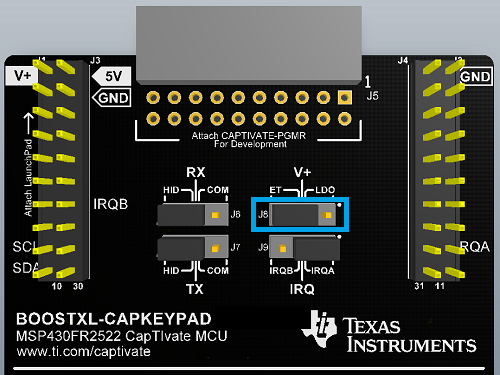 J1 J3 J4 J2
V+ 5V GND
GND
1
J5
Attach CAPTIVATE-PGMR
For Development
Attach LaunchPad
RX V+
HID COM ET LDO
IRQB J6 J8
SCL J7 J9 RQA
SDA HID COM IRQB IRQA
10 30 TX IRQ 31 11
BOOSTXL-CAPKEYPAD
MSP430FR2522 CapTIvate MCU
www.ti.com/captivate
TEXAS
INSTRUMENTS